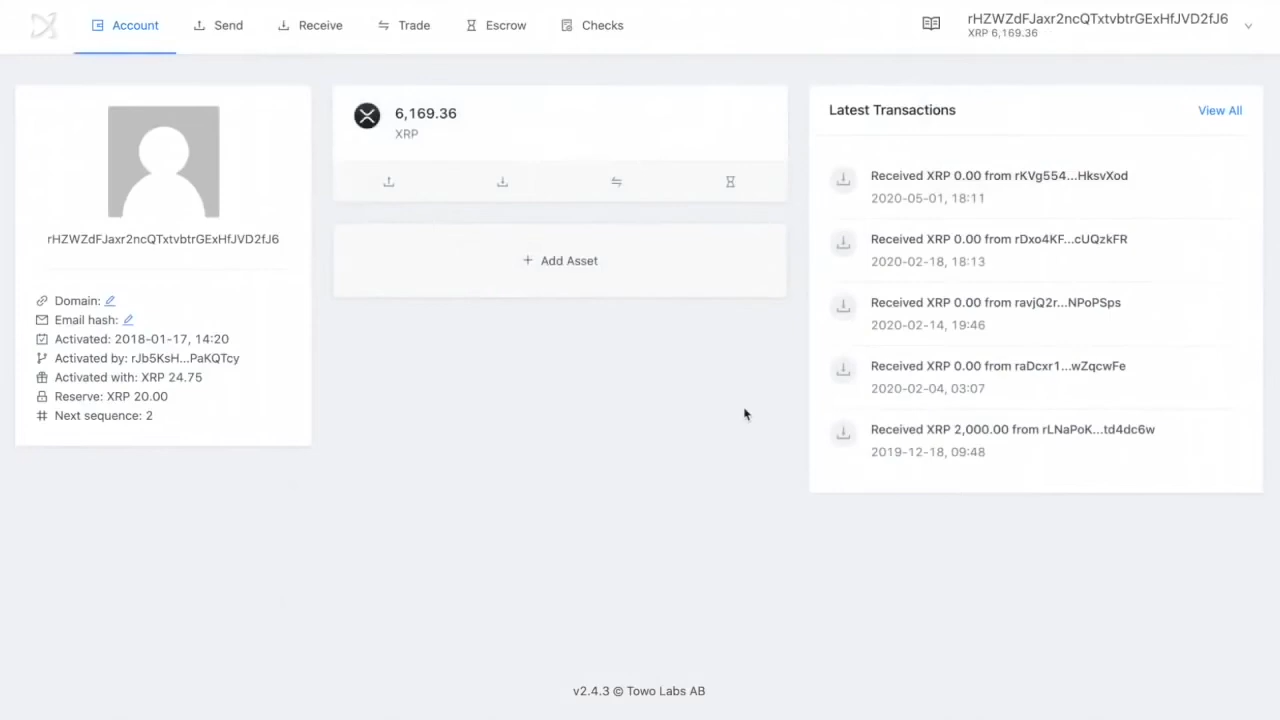 Account
Send
Receive
Trade
Escrow
Checks
rHZWZdFJaxr2ncQTxtvbtrGExHfJVD2fJ6
XRP 6,169.36
rHZWZdFJaxr2ncQTxtvbtrGExHfJVD2fJ6
Domain:
Email hash:
Activated: 2018-01-17, 14:20
Activated by: rJb5KsH...PaKQTcy
Activated with: XRP 24.75
Reserve: XRP 20.00
Next sequence: 2
6,169.36
XRP
+ Add Asset
Latest Transactions
View All
Received XRP 0.00 from rKVg554...HksvXod
2020-05-01, 18:11
Received XRP 0.00 from rDxo4KF...cUQzkFR
2020-02-18, 18:13
Received XRP 0.00 from ravjQ2r...NPoPSps
2020-02-14, 19:46
Received XRP 0.00 from raDcxr1...wZqcwFe
2020-02-04, 03:07
Received XRP 2,000.00 from rLNaPoK...td4dc6w
2019-12-18, 09:48
v2.4.3 © Towo Labs AB